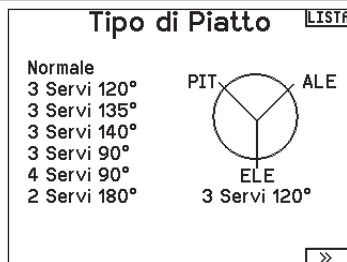 Tipo di Piatto
LISTA
Normale
3 Servi 120°
3 Servi 135°
3 Servi 140°
3 Servi 90°
4 Servi 90°
2 Servi 180°
PIT
ALE
ELE
3 Servi 120°
»